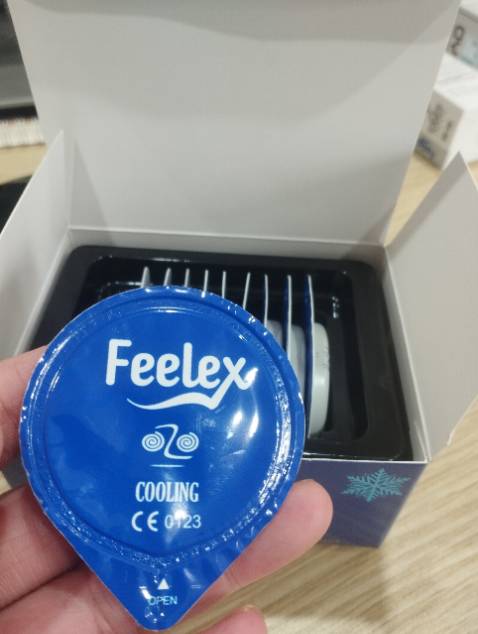 Feelex
COOLING
CE 0123
OPEN